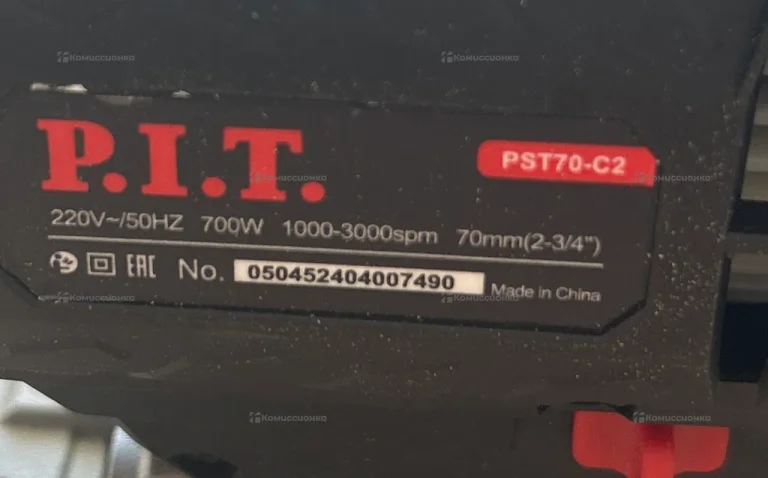 P.I.T.
PST70-C2
220V~/50HZ 700W 1000-3000spm 70mm(2-3/4")
EAC No. 050452404007490 Made in China
Комиссионка
Комиссионка
Комиссионка
Комиссионка
Комиссионка
Комиссионка
Комиссионка
Комиссионка